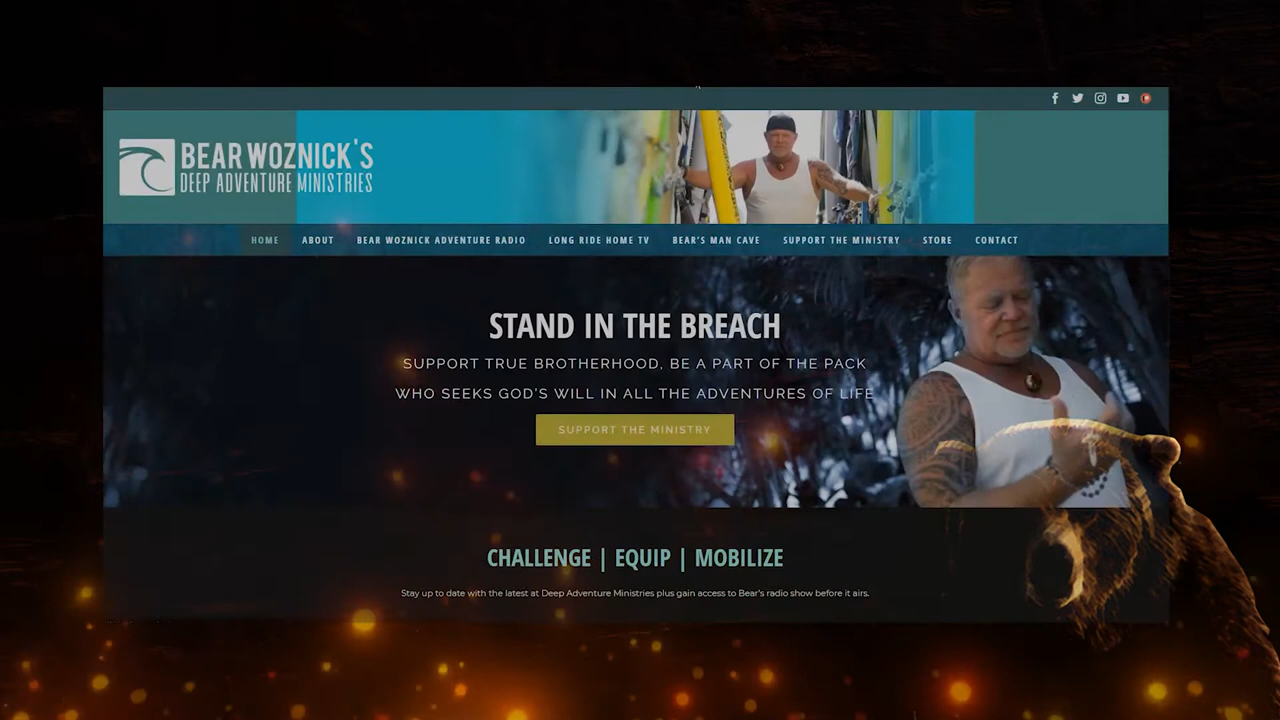 BEAR WOZNICK'S
DEEP ADVENTURE MINISTRIES
HOME ABOUT BEAR WOZNICK ADVENTURE RADIO LONG RIDE HOME TV BEAR'S MAN CAVE SUPPORT THE MINISTRY STORE CONTACT
STAND IN THE BREACH
SUPPORT TRUE BROTHERHOOD, BE A PART OF THE PACK
WHO SEEKS GOD'S WILL IN ALL THE ADVENTURES OF LIFE
SUPPORT THE MINISTRY
CHALLENGE | EQUIP | MOBILIZE
Stay up to date with the latest at Deep Adventure Ministries plus gain access to Bear's radio show before it airs.